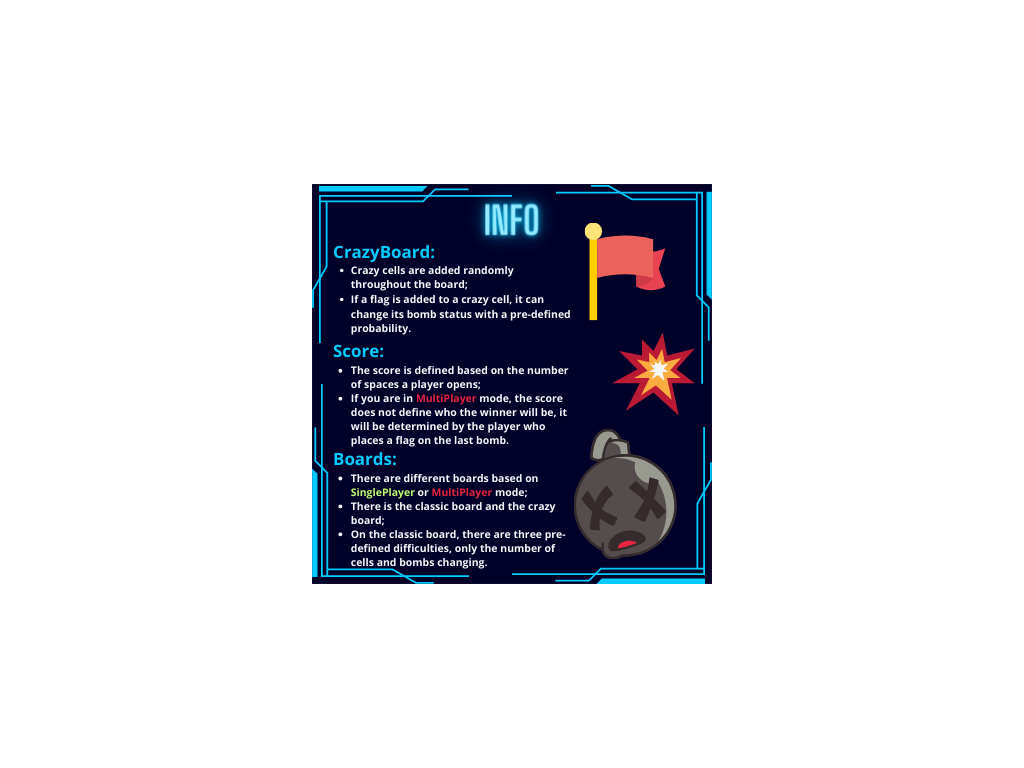 INFO
CrazyBoard:
• Crazy cells are added randomly
throughout the board;
• If a flag is added to a crazy cell, it can
change its bomb status with a pre-defined
probability.
Score:
• The score is defined based on the number
of spaces a player opens;
• If you are in MultiPlayer mode, the score
does not define who the winner will be, it
will be determined by the player who
places a flag on the last bomb.
Boards:
• There are different boards based on
SinglePlayer or MultiPlayer mode;
• There is the classic board and the crazy
board;
• On the classic board, there are three pre-
defined difficulties, only the number of
cells and bombs changing.